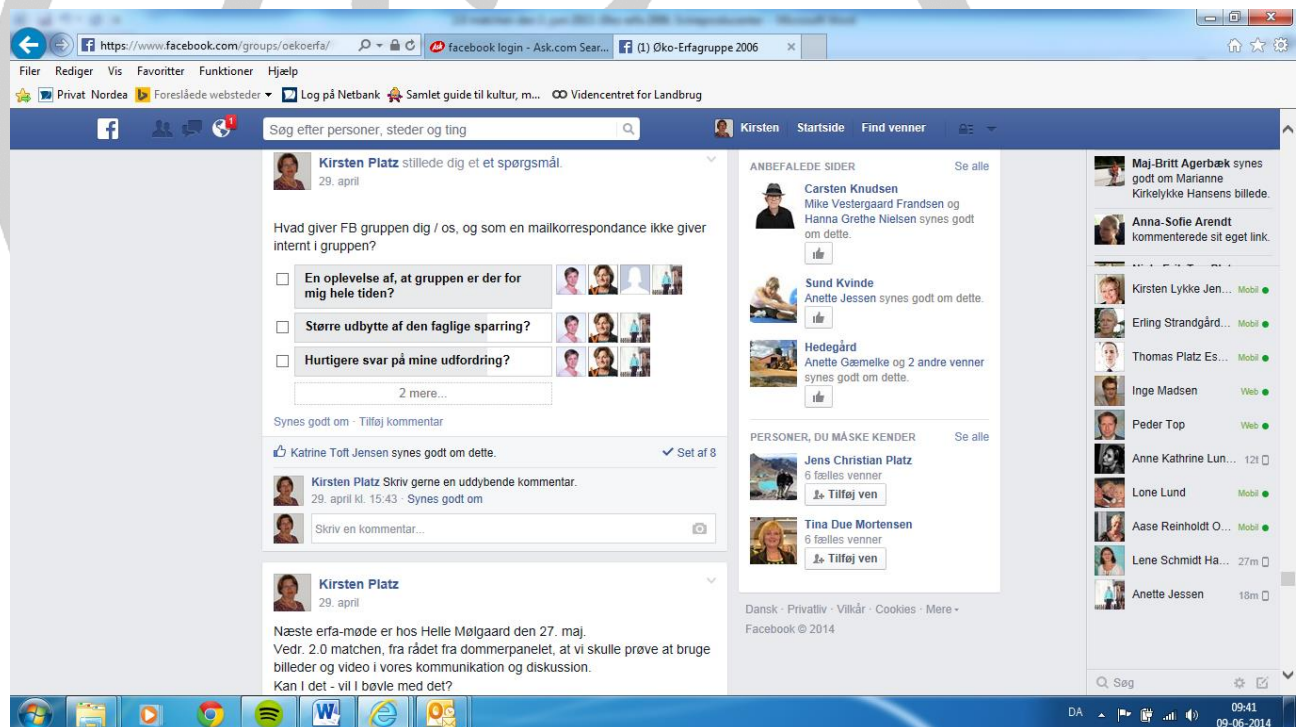 https://www.facebook.com/groups/oekoerfa/
facebook login - Ask.com Sear...
(1) Øko-Erfagruppe 2006
Filer Rediger Vis Favoritter Funktioner Hjælp
Privat Nordea Foreslåede websteder Log på Netbank Samlet guide til kultur, m... Videncentret for Landbrug
1
Søg efter personer, steder og ting
Kirsten Startside Find venner
Kirsten Platz stillede dig et et spørgsmål.
29. april
Hvad giver FB gruppen dig / os, og som en mailkorrespondance ikke giver
internt i gruppen?
En oplevelse af, at gruppen er der for
mig hele tiden?
Større udbytte af den faglige sparring?
Hurtigere svar på mine udfordring?
2 mere...
Synes godt om · Tilføj kommentar
Katrine Toft Jensen synes godt om dette.
Set af 8
Kirsten Platz Skriv gerne en uddybende kommentar.
29. april kl. 15:43 · Synes godt om
Skriv en kommentar...
Kirsten Platz
29. april
Næste erfa-møde er hos Helle Mølgaard den 27. maj.
Vedr. 2.0 matchen, fra rådet fra dommerpanelet, at vi skulle prøve at bruge
billeder og video i vores kommunikation og diskussion.
Kan I det - vil I bøvle med det?
ANBEFALEDE SIDER Se alle
Carsten Knudsen
Mike Vestergaard Frandsen og
Hanna Grethe Nielsen synes godt
om dette.
Sund Kvinde
Anette Jessen synes godt om dette.
Hedegård
Anette Gæmelke og 2 andre venner
synes godt om dette.
PERSONER, DU MÅSKE KENDER Se alle
Jens Christian Platz
6 fælles venner
Tilføj ven
Tina Due Mortensen
6 fælles venner
Tilføj ven
Dansk · Privatliv · Vilkår · Cookies · Mere
Facebook © 2014
Maj-Britt Agerbæk synes
godt om Marianne
Kirkelykke Hansens billede.
Anna-Sofie Arendt
kommenterede sit eget link.
Kirsten Lykke Jen... Mobil
Erling Strandgård... Mobil
Thomas Platz Es... Mobil
Inge Madsen Web
Peder Top Web
Anne Kathrine Lun... 12t
Lone Lund Mobil
Aase Reinholdt O... Mobil
Lene Schmidt Ha... 27m
Anette Jessen 18m
Søg
DA
09:41
09-06-2014